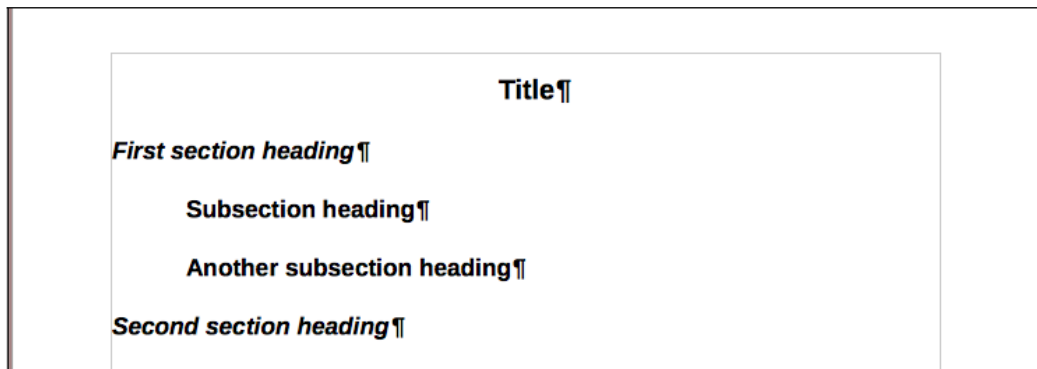 Title¶
First section heading¶
Subsection heading¶
Another subsection heading¶
Second section heading¶